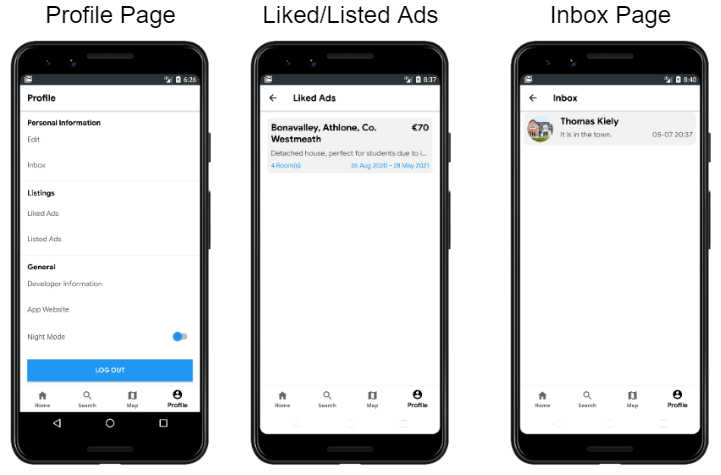 Profile Page
6:26
Profile
Personal Information
Edit
Inbox
Listings
Liked Ads
Listed Ads
General
Developer Information
App Website
Night Mode
LOG OUT
Home Search Map Profile
Liked/Listed Ads
8:37
Liked Ads
Bonavalley, Athlone, Co. €70
Westmeath
Detached house, perfect for students due to i...
4 Room(s) 26 Aug 2020 - 28 May 2021
Home Search Map Profile
Inbox Page
8:40
Inbox
Thomas Kiely
It is in the town. 05-07 20:37
Home Search Map Profile